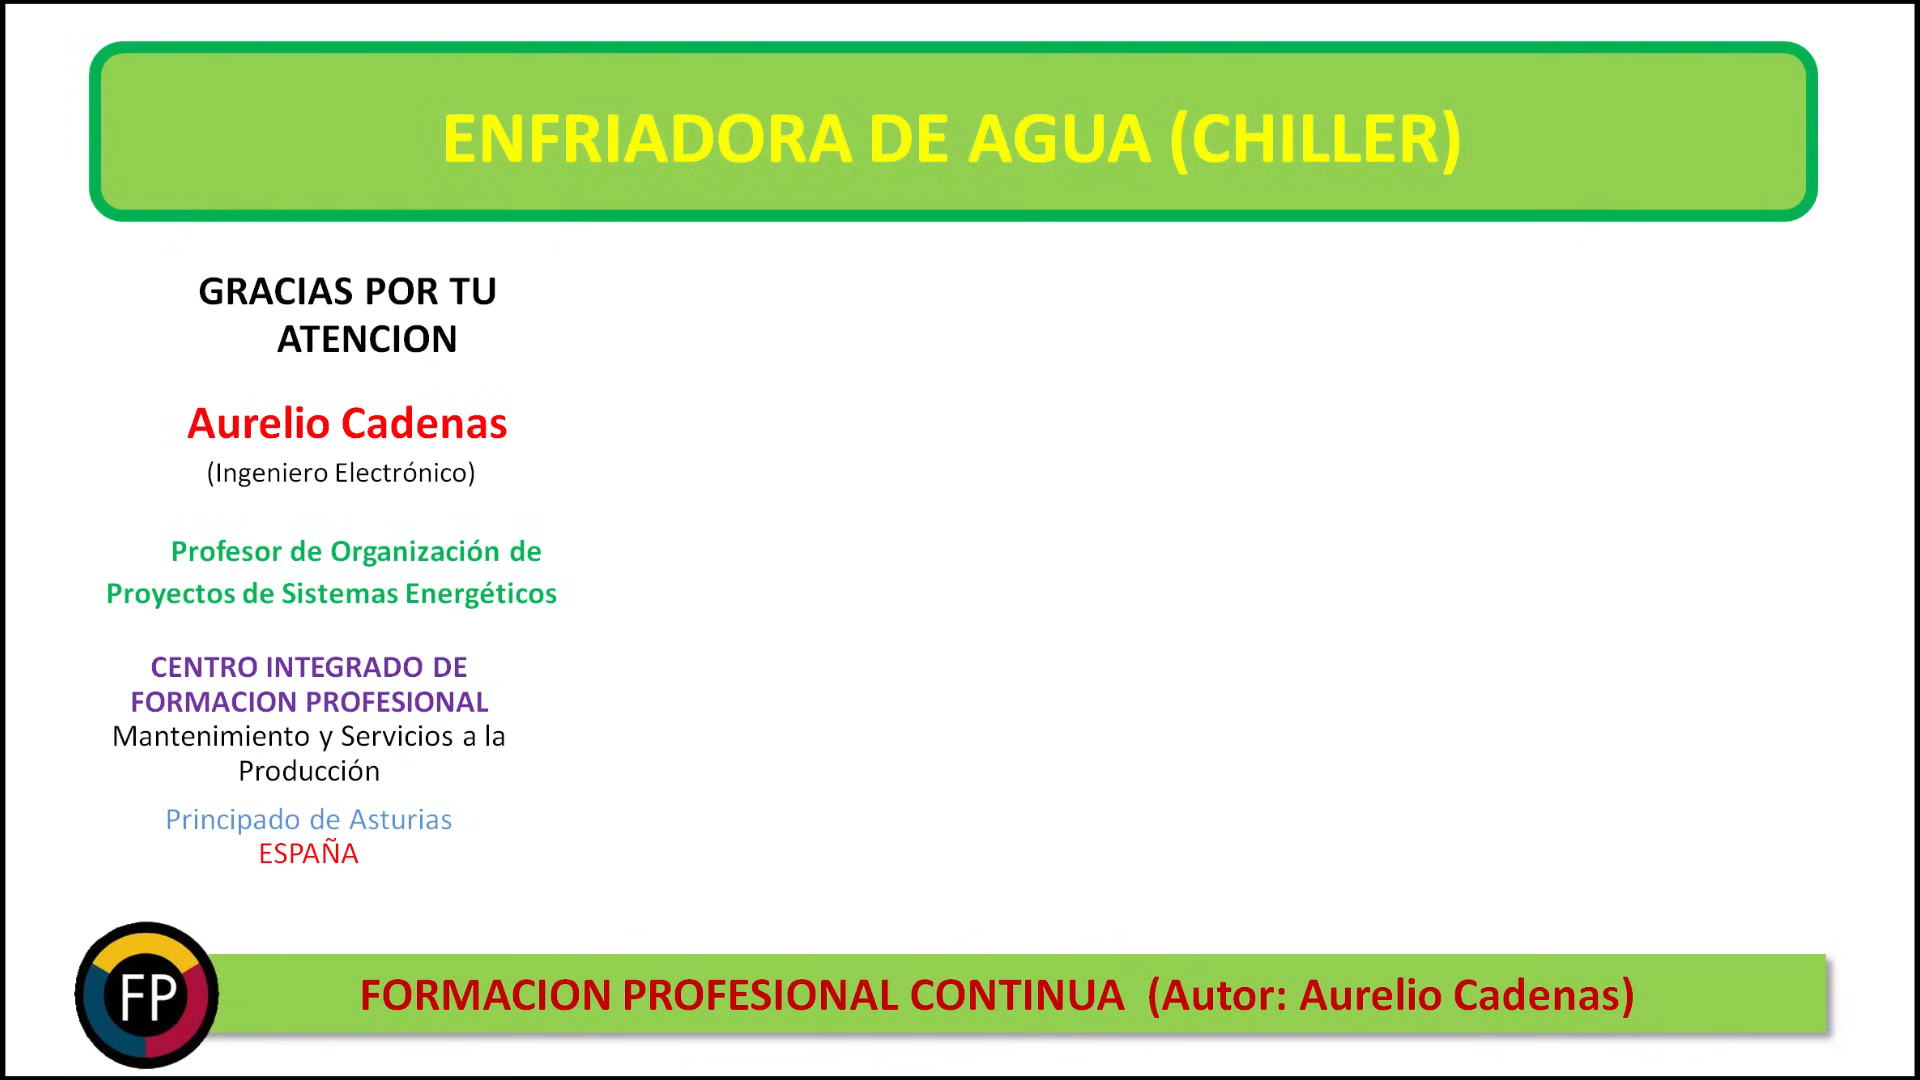 ENFRIADORA DE AGUA (CHILLER)
GRACIAS POR TU
ATENCION
Aurelio Cadenas
(Ingeniero Electrónico)
Profesor de Organización de
Proyectos de Sistemas Energéticos
CENTRO INTEGRADO DE
FORMACION PROFESIONAL
Mantenimiento y Servicios a la
Producción
Principado de Asturias
ESPAÑA
FP
FORMACION PROFESIONAL CONTINUA (Autor: Aurelio Cadenas)